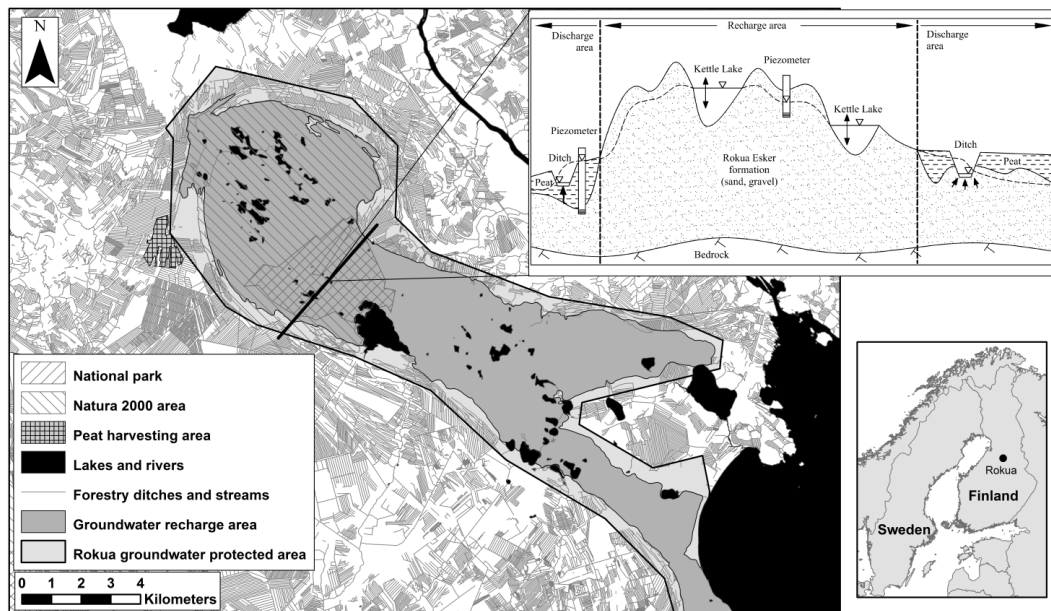 N
National park
Natura 2000 area
Peat harvesting area
Lakes and rivers
Forestry ditches and streams
Groundwater recharge area
Rokua groundwater protected area
0 1 2 3 4
Kilometers
Discharge
area
Recharge area
Discharge
area
Kettle Lake
Piezometer
Kettle Lake
Piezometer
Ditch
Peat
Ditch
Peat
Rokua Esker
formation
(sand, gravel)
Bedrock
Rokua
Finland
Sweden